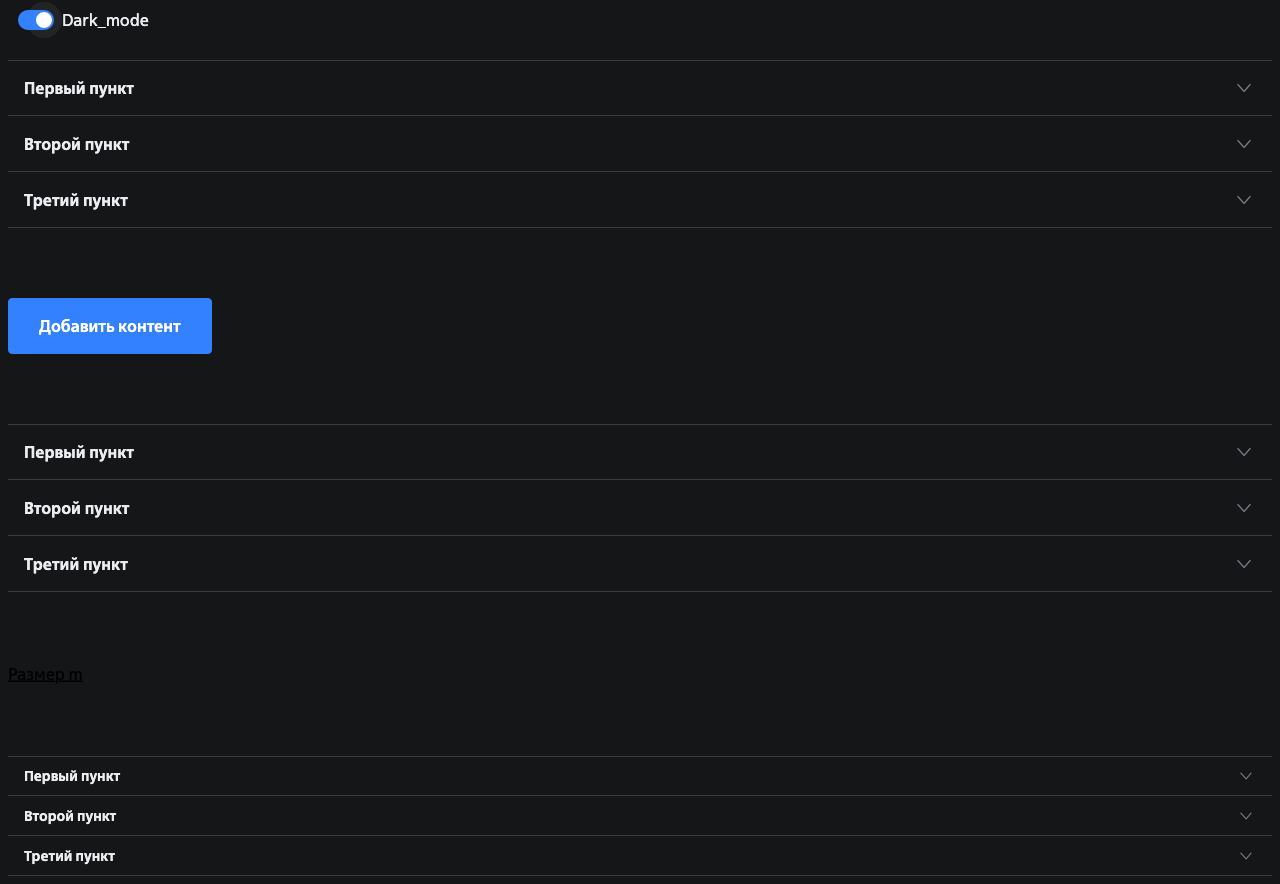 Dark_mode
Первый пункт
Второй пункт
Третий пункт
Добавить контент
Первый пункт
Второй пункт
Третий пункт
Размер m
Первый пункт
Второй пункт
Третий пункт